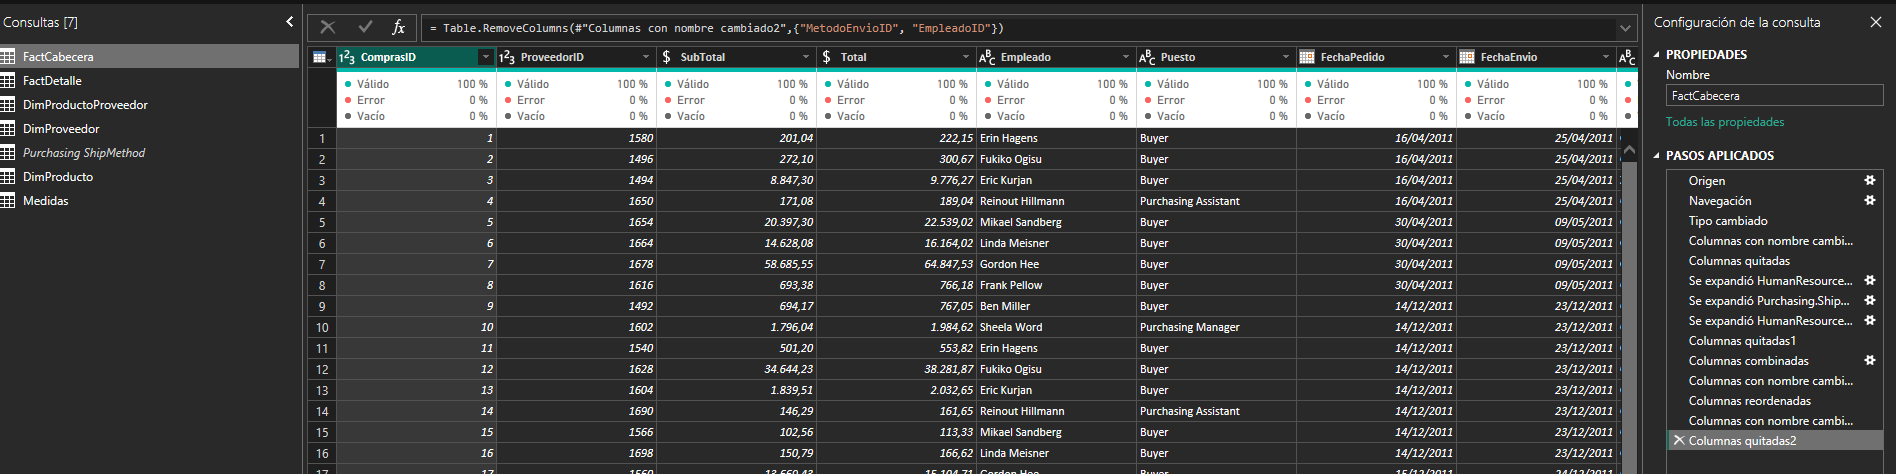 Consultas [7]
FactCabecera
FactDetalle
DimProductoProveedor
DimProveedor
Purchasing ShipMethod
DimProducto
Medidas
fx = Table.RemoveColumns(#"Columnas con nombre cambiado2",{"MetodoEnvioID", "EmpleadoID"})
1²3 ComprasID 1²3 ProveedorID $ SubTotal $ Total ABC Empleado ABC Puesto FechaPedido FechaEnvio ABC
Válido 100 % Válido 100 % Válido 100 % Válido 100 % Válido 100 % Válido 100 % Válido 100 % Válido 100 %
Error 0 % Error 0 % Error 0 % Error 0 % Error 0 % Error 0 % Error 0 % Error 0 %
Vacío 0 % Vacío 0 % Vacío 0 % Vacío 0 % Vacío 0 % Vacío 0 % Vacío 0 % Vacío 0 %
1 1 1580 201,04 222,15 Erin Hagens Buyer 16/04/2011 25/04/2011
2 2 1496 272,10 300,67 Fukiko Ogisu Buyer 16/04/2011 25/04/2011
3 3 1494 8.847,30 9.776,27 Eric Kurjan Buyer 16/04/2011 25/04/2011
4 4 1650 171,08 189,04 Reinout Hillmann Purchasing Assistant 16/04/2011 25/04/2011
5 5 1654 20.397,30 22.539,02 Mikael Sandberg Buyer 30/04/2011 09/05/2011
6 6 1664 14.628,08 16.164,02 Linda Meisner Buyer 30/04/2011 09/05/2011
7 7 1678 58.685,55 64.847,53 Gordon Hee Buyer 30/04/2011 09/05/2011
8 8 1616 693,38 766,18 Frank Pellow Buyer 30/04/2011 09/05/2011
9 9 1492 694,17 767,05 Ben Miller Buyer 14/12/2011 23/12/2011
10 10 1602 1.796,04 1.984,62 Sheela Word Purchasing Manager 14/12/2011 23/12/2011
11 11 1540 501,20 553,82 Erin Hagens Buyer 14/12/2011 23/12/2011
12 12 1628 34.644,23 38.281,87 Fukiko Ogisu Buyer 14/12/2011 23/12/2011
13 13 1604 1.839,51 2.032,65 Eric Kurjan Buyer 14/12/2011 23/12/2011
14 14 1690 146,29 161,65 Reinout Hillmann Purchasing Assistant 14/12/2011 23/12/2011
15 15 1566 102,56 113,33 Mikael Sandberg Buyer 14/12/2011 23/12/2011
16 16 1698 150,79 166,62 Linda Meisner Buyer 14/12/2011 23/12/2011
17 17 1560 Gordon Hee Buyer
Configuración de la consulta
PROPIEDADES
Nombre
FactCabecera
Todas las propiedades
PASOS APLICADOS
Origen
Navegación
Tipo cambiado
Columnas con nombre cambi...
Columnas quitadas
Se expandió HumanResource...
Se expandió Purchasing.Ship...
Se expandió HumanResource...
Columnas quitadas1
Columnas combinadas
Columnas con nombre cambi...
Columnas reordenadas
Columnas con nombre cambi...
Columnas quitadas2